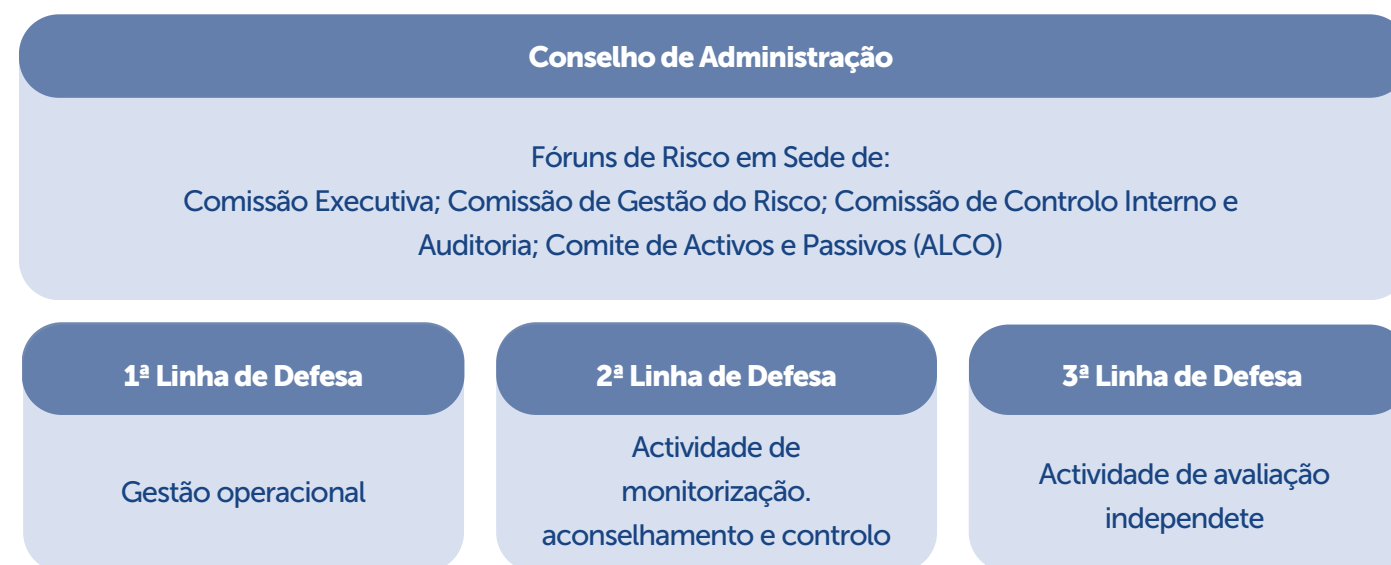 Conselho de Administração
Fóruns de Risco em Sede de:
Comissão Executiva; Comissão de Gestão do Risco; Comissão de Controlo Interno e
Auditoria; Comite de Activos e Passivos (ALCO)
1ª Linha de Defesa
Gestão operacional
2ª Linha de Defesa
Actividade de
monitorização.
aconselhamento e controlo
3ª Linha de Defesa
Actividade de avaliação
independete